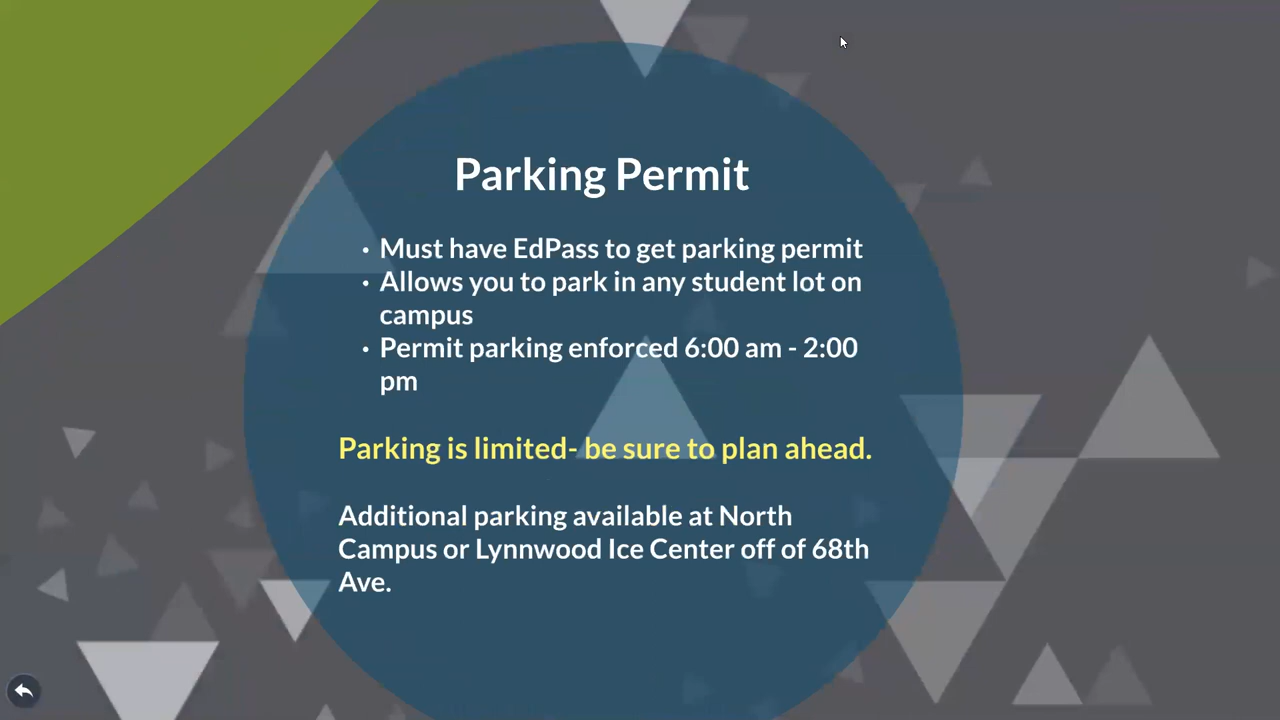 Parking Permit
• Must have EdPass to get parking permit
• Allows you to park in any student lot on
campus
• Permit parking enforced 6:00 am - 2:00
pm
Parking is limited- be sure to plan ahead.
Additional parking available at North
Campus or Lynnwood Ice Center off of 68th
Ave.